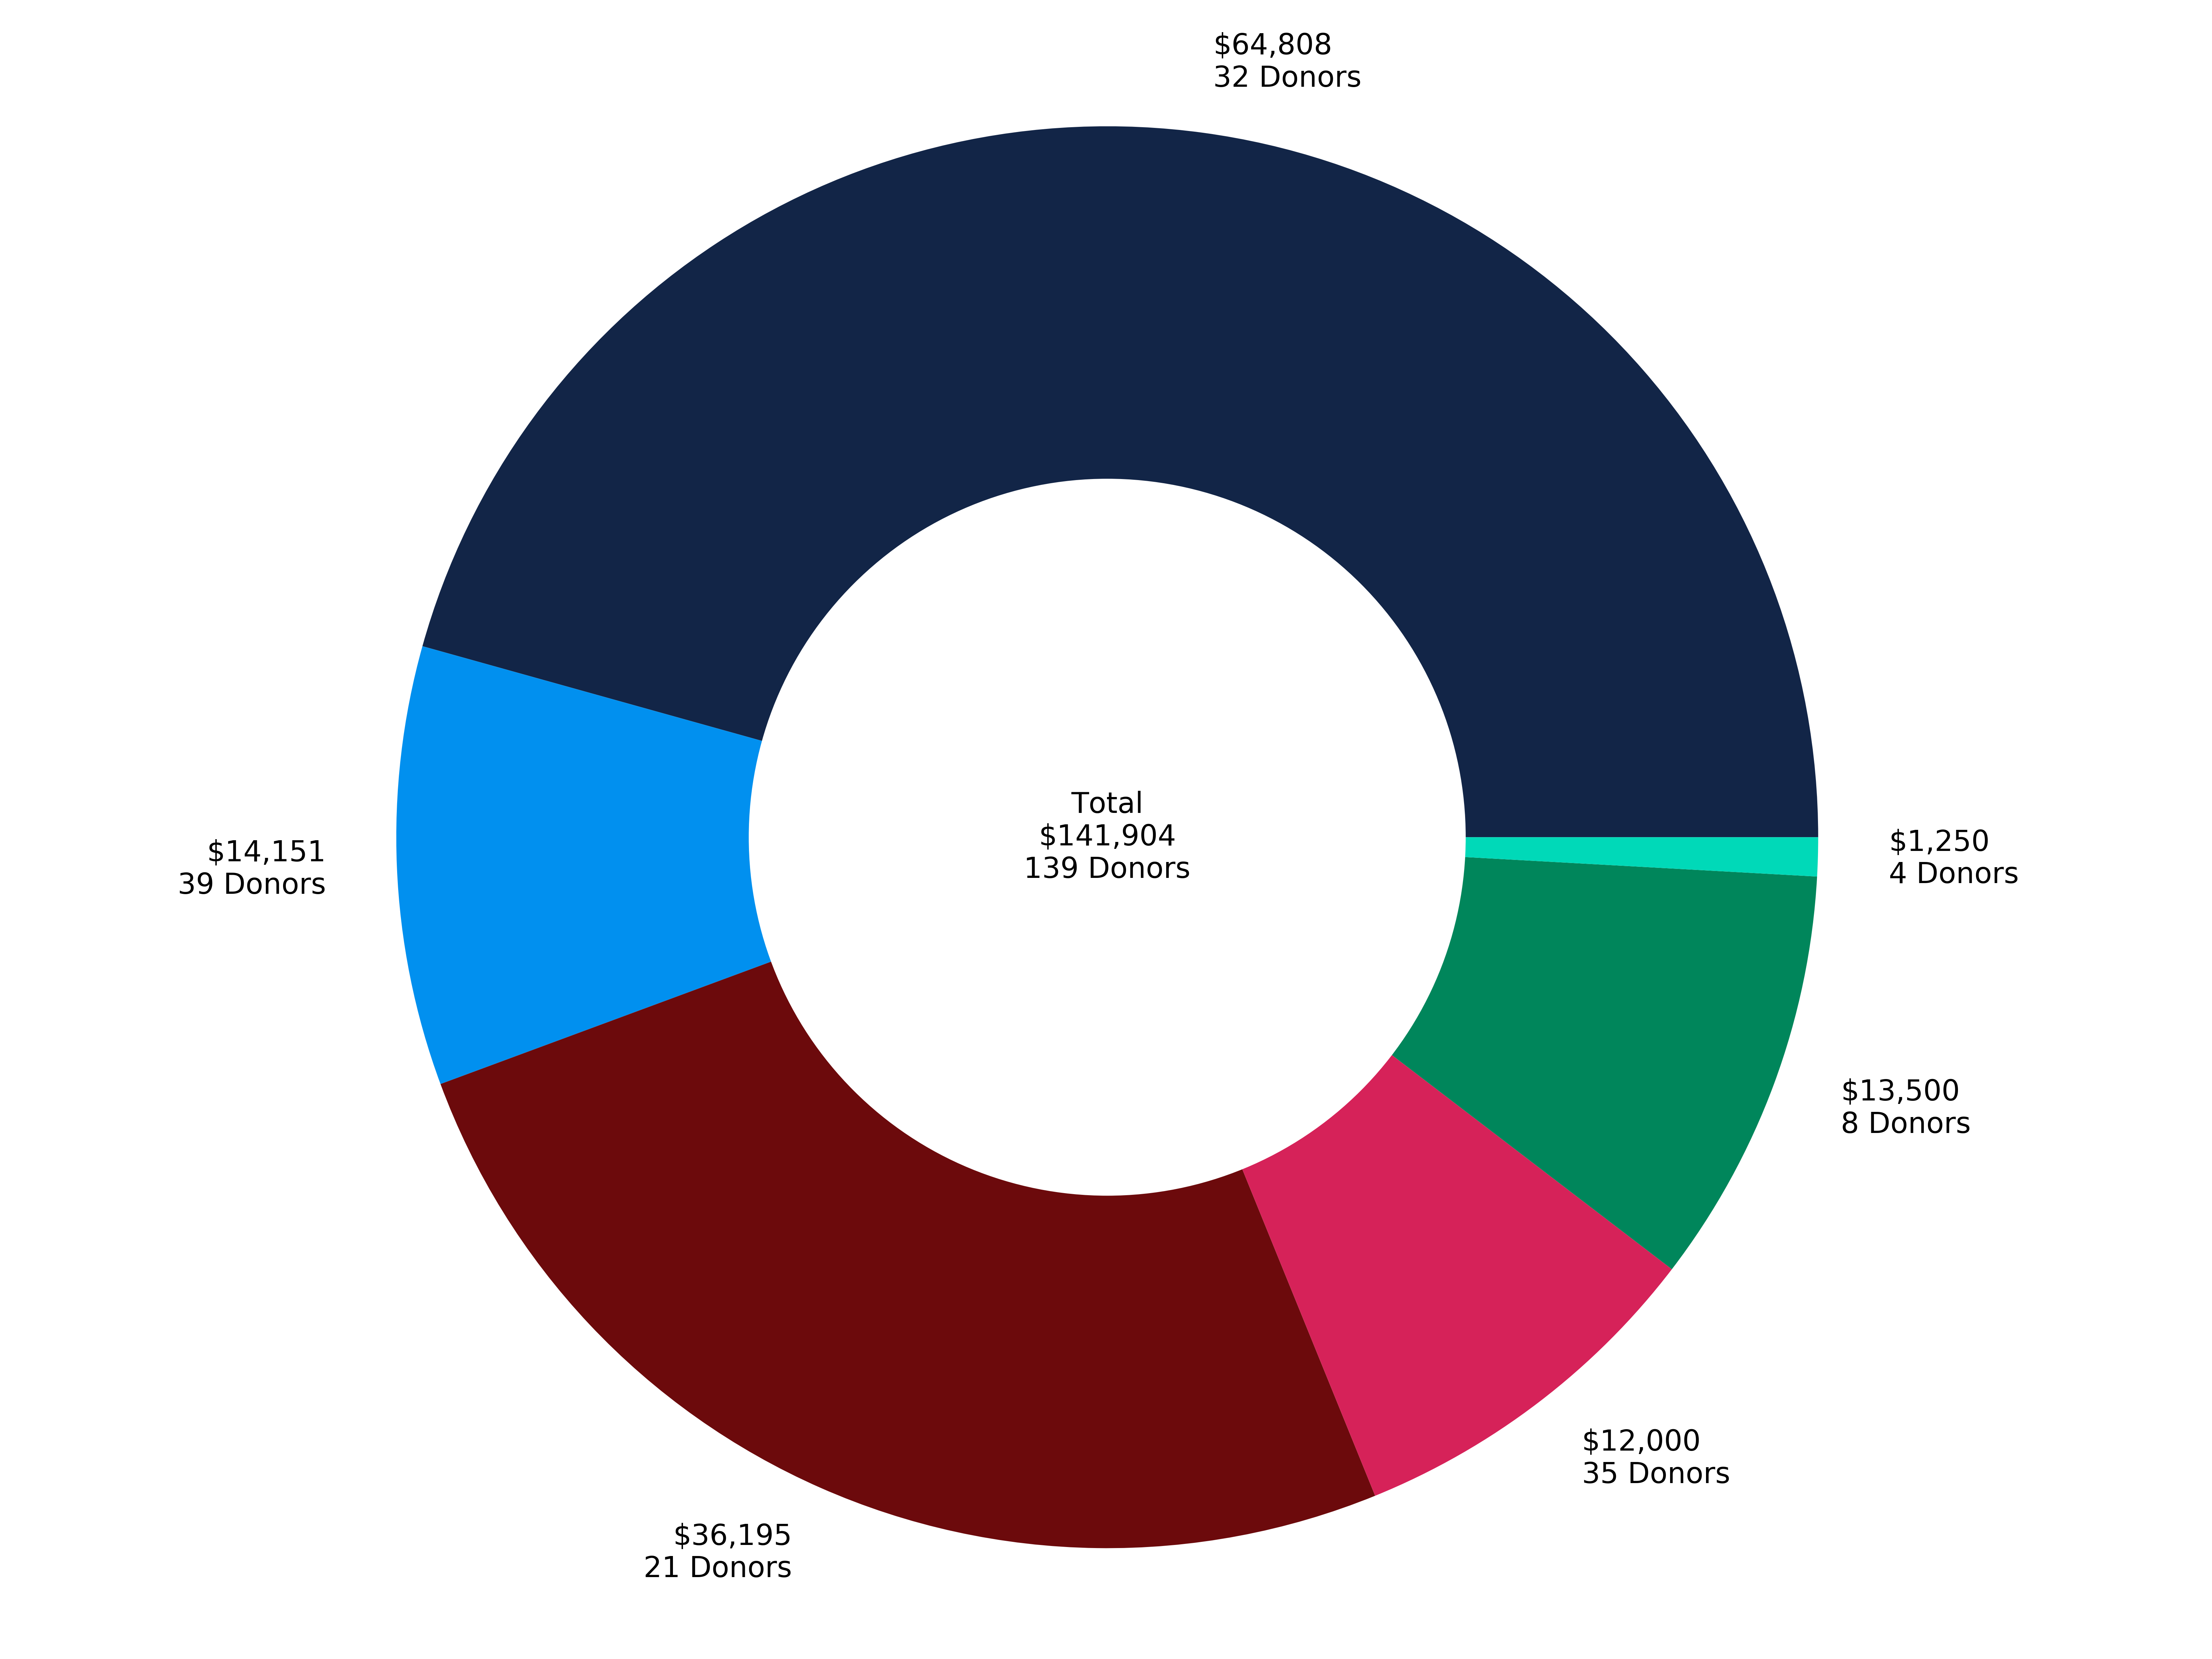 $64,808
32 Donors
Total
$141,904
139 Donors
$1,250
4 Donors
$14,151
39 Donors
$13,500
8 Donors
$12,000
35 Donors
$36,195
21 Donors